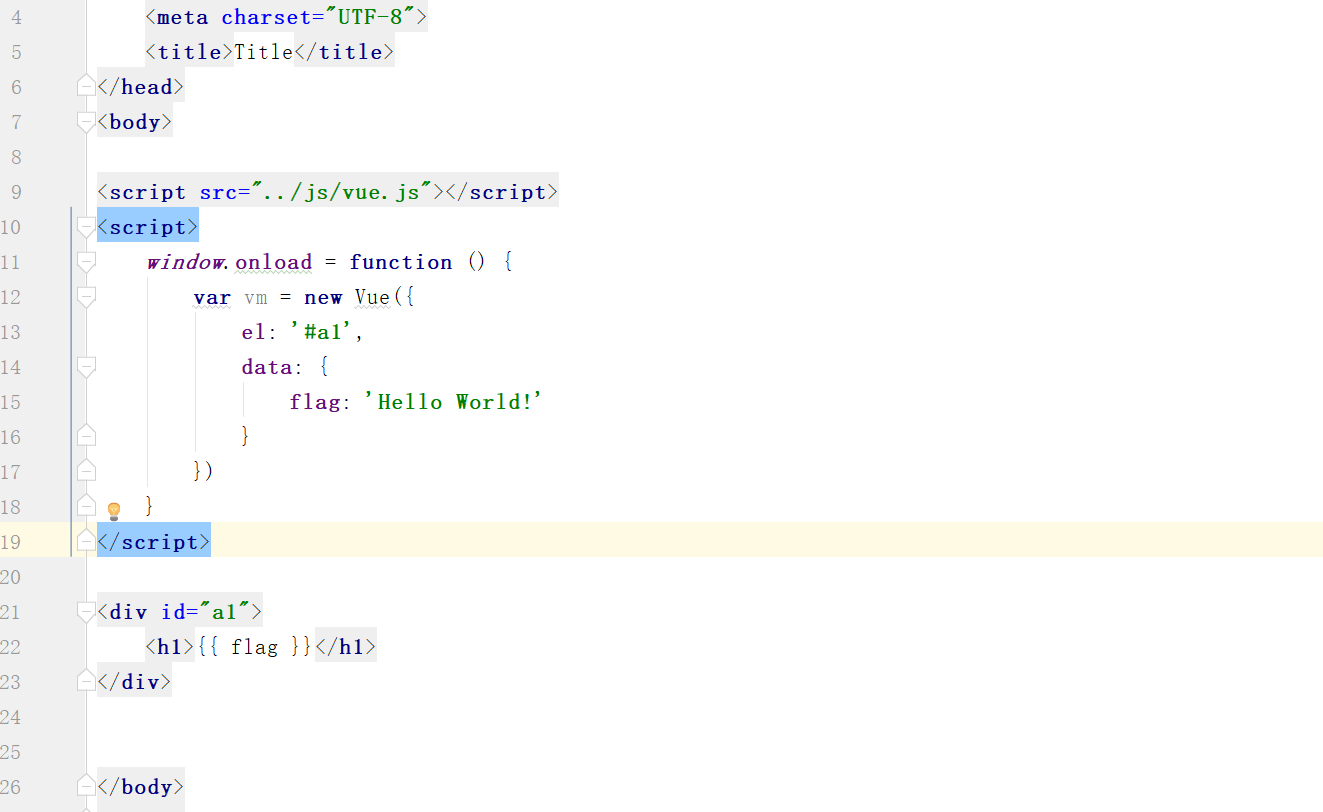 4 <meta charset="UTF-8">
5 <title>Title</title>
6 </head>
7 <body>
8
9 <script src="../js/vue.js"></script>
10 <script>
11 window.onload = function () {
12 var vm = new Vue({
13 el: '#a1',
14 data: {
15 flag: 'Hello World!'
16 }
17 })
18 }
19 </script>
20
21 <div id="a1">
22 <h1>{{ flag }}</h1>
23 </div>
24
25
26 </body>